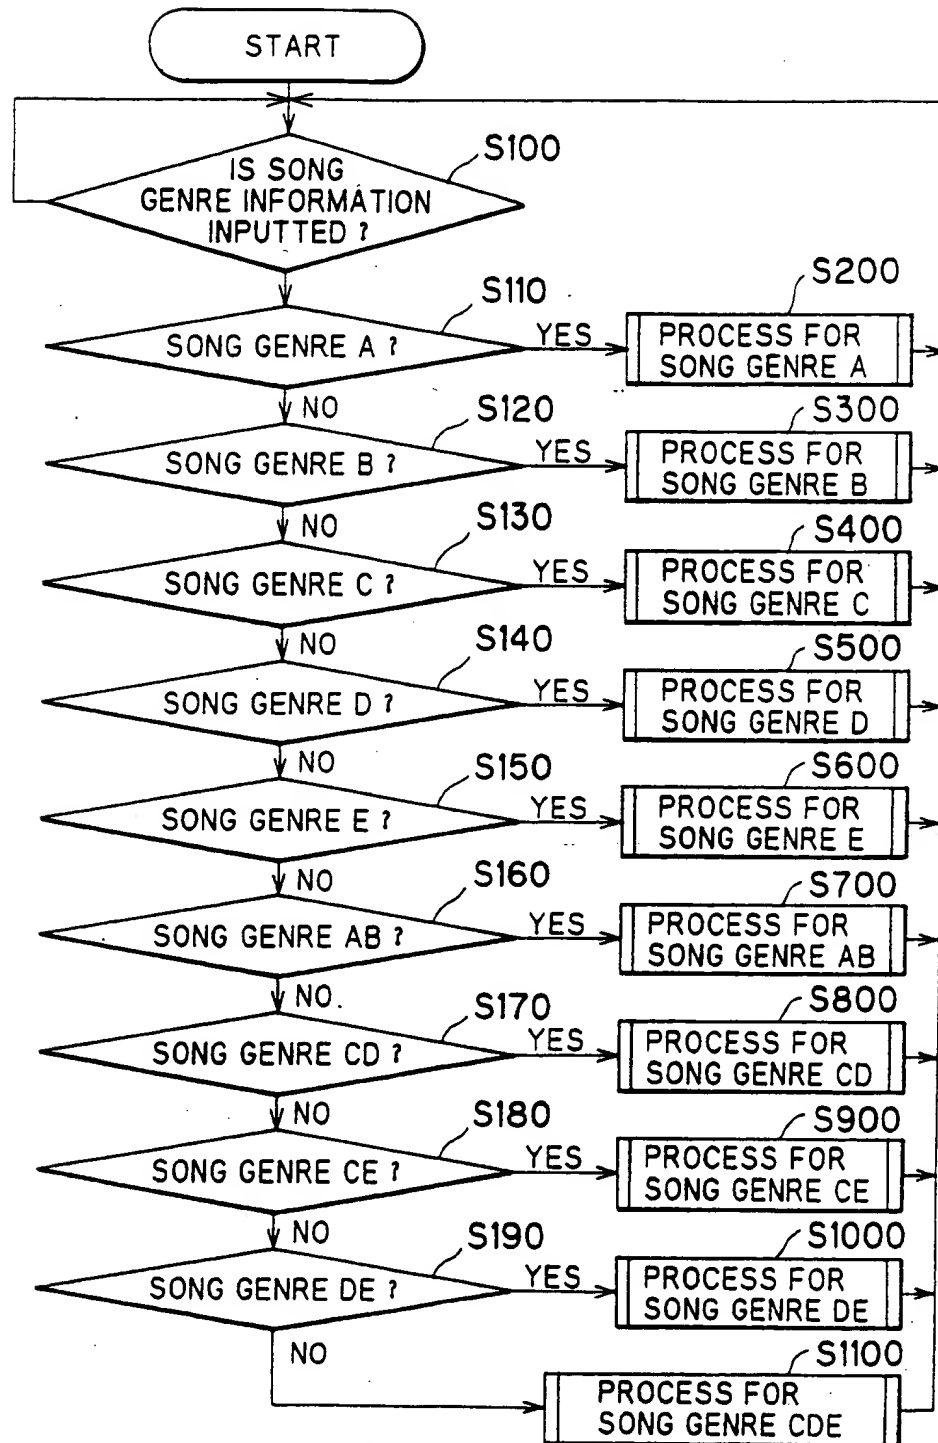 START
S100
IS SONG
GENRE INFORMATION
INPUTTED ?
S110
SONG GENRE A ?
YES
S200
PROCESS FOR
SONG GENRE A
NO
S120
SONG GENRE B ?
YES
S300
PROCESS FOR
SONG GENRE B
NO
S130
SONG GENRE C ?
YES
S400
PROCESS FOR
SONG GENRE C
NO
S140
SONG GENRE D ?
YES
S500
PROCESS FOR
SONG GENRE D
NO
S150
SONG GENRE E ?
YES
S600
PROCESS FOR
SONG GENRE E
NO
S160
SONG GENRE AB ?
YES
S700
PROCESS FOR
SONG GENRE AB
NO.
S170
SONG GENRE CD ?
YES
S800
PROCESS FOR
SONG GENRE CD
NO
S180
SONG GENRE CE ?
YES
S900
PROCESS FOR
SONG GENRE CE
NO
S190
SONG GENRE DE ?
YES
S1000
PROCESS FOR
SONG GENRE DE
NO
S1100
PROCESS FOR
SONG GENRE CDE